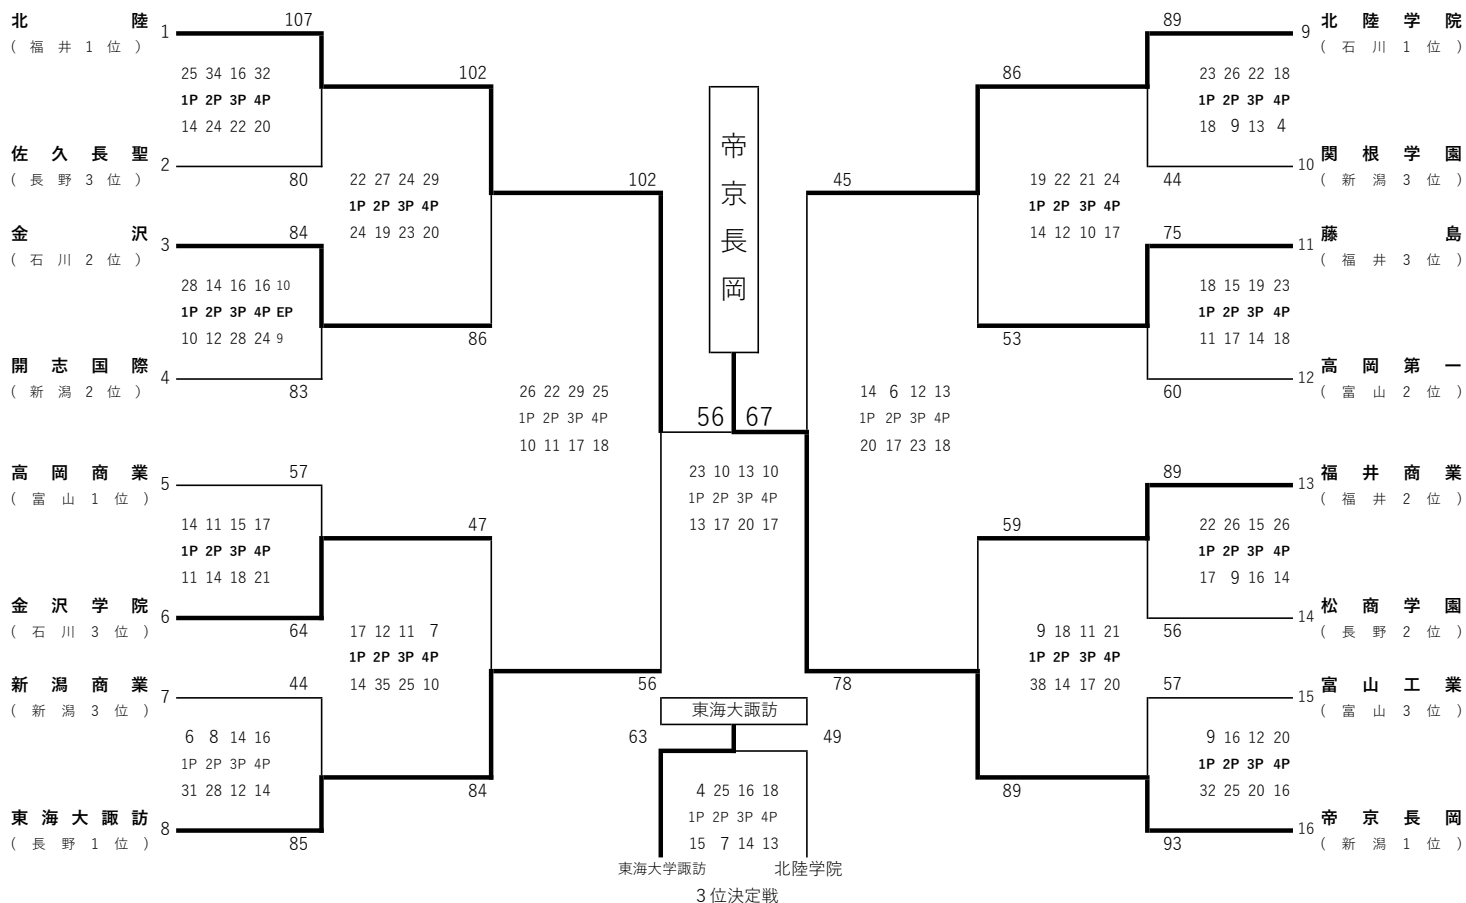 北陸 1 107
(福井1位)
25 34 16 32
1P 2P 3P 4P
14 24 22 20
佐久長聖 2 80
(長野3位)
金沢 3 84
(石川2位)
28 14 16 16 10
1P 2P 3P 4P EP
10 12 28 24 9
開志国際 4 83
(新潟2位)
高岡商業 5 57
(富山1位)
14 11 15 17
1P 2P 3P 4P
11 14 18 21
金沢学院 6 64
(石川3位)
新潟商業 7 44
(新潟3位)
6 8 14 16
1P 2P 3P 4P
31 28 12 14
東海大諏訪 8 85
(長野1位)
102
22 27 24 29
1P 2P 3P 4P
24 19 23 20
86
47
17 12 11 7
1P 2P 3P 4P
14 35 25 10
84
102
26 22 29 25
1P 2P 3P 4P
10 11 17 18
56
帝京長岡
56 67
23 10 13 10
1P 2P 3P 4P
13 17 20 17
東海大諏訪
63 49
4 25 16 18
1P 2P 3P 4P
15 7 14 13
東海大学諏訪 北陸学院
3位決定戦
45
14 6 12 13
1P 2P 3P 4P
20 17 23 18
78
86
19 22 21 24
1P 2P 3P 4P
14 12 10 17
53
59
9 18 11 21
1P 2P 3P 4P
38 14 17 20
89
89 9 北陸学院
(石川1位)
23 26 22 18
1P 2P 3P 4P
18 9 13 4
44 10 関根学園
(新潟3位)
75 11 藤島
(福井3位)
18 15 19 23
1P 2P 3P 4P
11 17 14 18
60 12 高岡第一
(富山2位)
89 13 福井商業
(福井2位)
22 26 15 26
1P 2P 3P 4P
17 9 16 14
56 14 松商学園
(長野2位)
57 15 富山工業
(富山3位)
9 16 12 20
1P 2P 3P 4P
32 25 20 16
93 16 帝京長岡
(新潟1位)